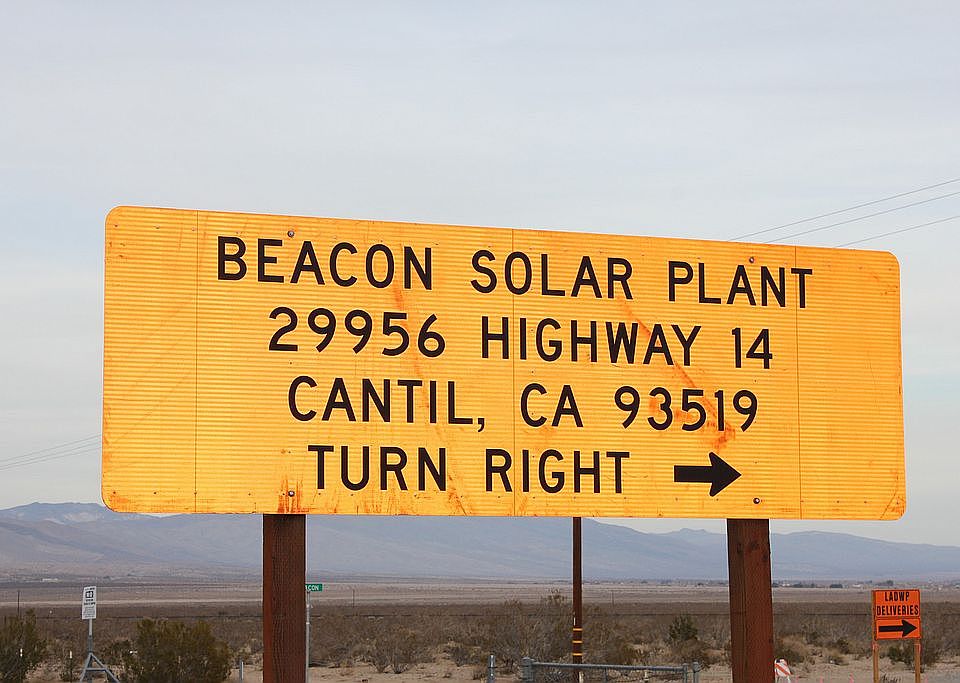 BEACON SOLAR PLANT
29956 HIGHWAY 14
CANTIL, CA 93519
TURN RIGHT
LADWP
DELIVERIES